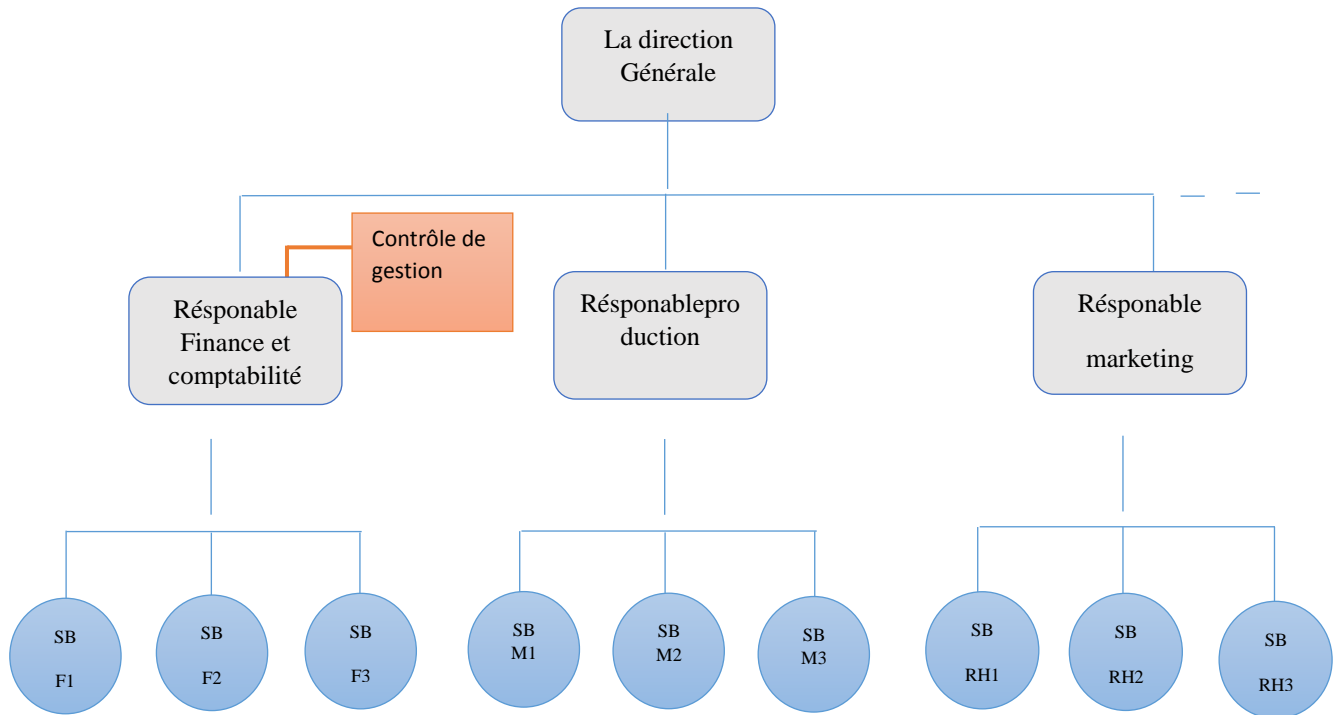 La direction
Générale
Contrôle de
gestion
Résponable
Finance et
comptabilité
Résponablepro
duction
Résponable
marketing
SB
F1
SB
F2
SB
F3
SB
M1
SB
M2
SB
M3
SB
RH1
SB
RH2
SB
RH3